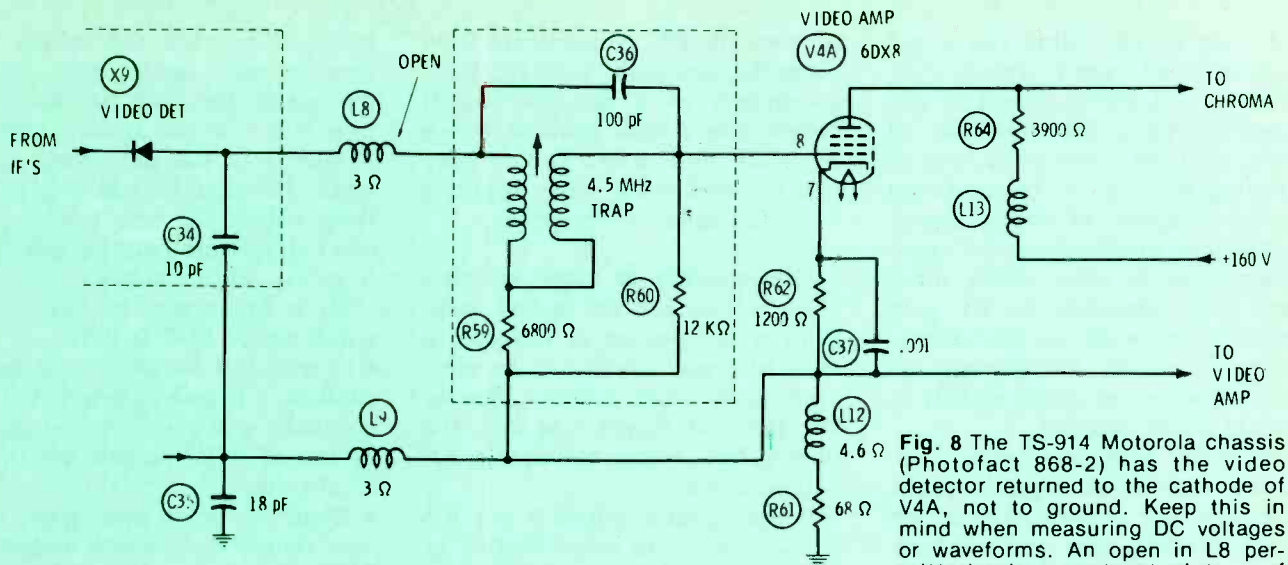 VIDEO AMP
V4A 6DX8
X9
VIDEO DET
OPEN
C36
100 pF
L8
3 Ω
FROM
IF'S
TO
CHROMA
R64
3900 Ω
8
7
4.5 MHz
TRAP
L13
+160 V
C34
10 pF
R60
12 KΩ
R59
6800 Ω
R62
1200 Ω
C37
.001
TO
VIDEO
AMP
L9
3 Ω
L12
4.6 Ω
C35
18 pF
R61
68 Ω
Fig. 8 The TS-914 Motorola chassis
(Photofact 868-2) has the video
detector returned to the cathode of
V4A, not to ground. Keep this in
mind when measuring DC voltages
or waveforms. An open in L8 per-